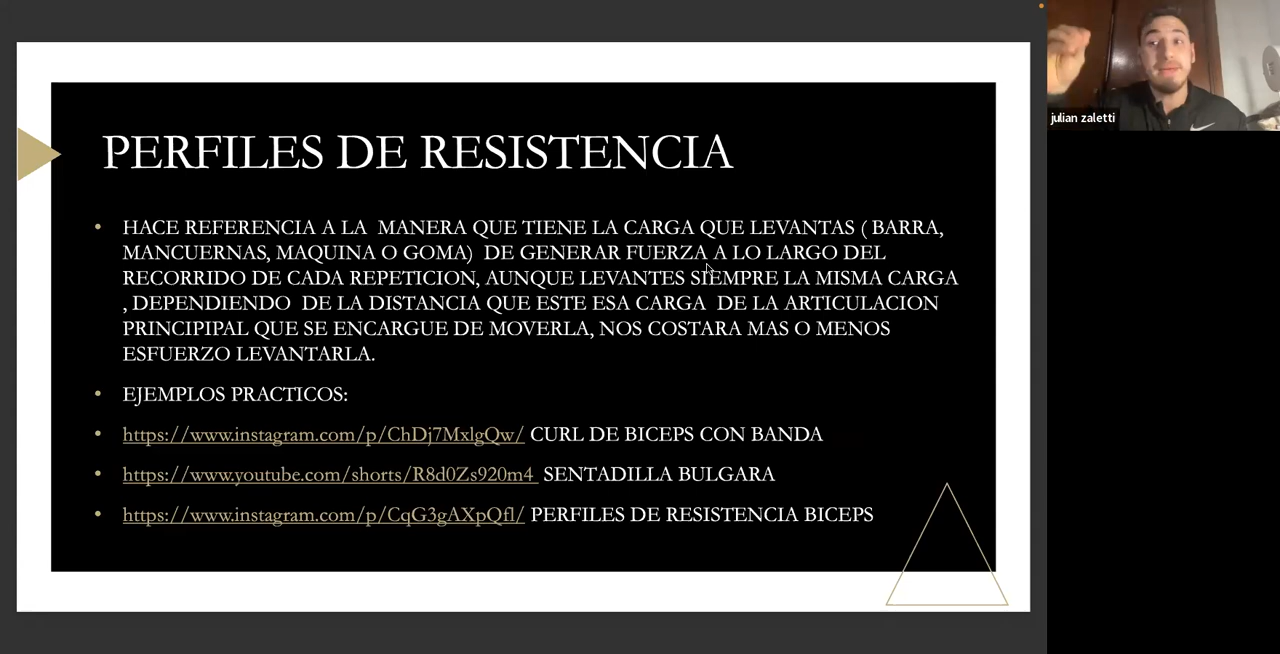 PERFILES DE RESISTENCIA
• HACE REFERENCIA A LA MANERA QUE TIENE LA CARGA QUE LEVANTAS ( BARRA,
MANCUERNAS, MAQUINA O GOMA) DE GENERAR FUERZA A LO LARGO DEL
RECORRIDO DE CADA REPETICION, AUNQUE LEVANTES SIEMPRE LA MISMA CARGA
, DEPENDIENDO DE LA DISTANCIA QUE ESTE ESA CARGA DE LA ARTICULACION
PRINCIPIPAL QUE SE ENCARGUE DE MOVERLA, NOS COSTARA MAS O MENOS
ESFUERZO LEVANTARLA.
• EJEMPLOS PRACTICOS:
• https://www.instagram.com/p/ChDj7MxlgQw/ CURL DE BICEPS CON BANDA
• https://www.youtube.com/shorts/R8d0Zs920m4 SENTADILLA BULGARA
• https://www.instagram.com/p/CqG3gAXpQfl/ PERFILES DE RESISTENCIA BICEPS
julian zaletti